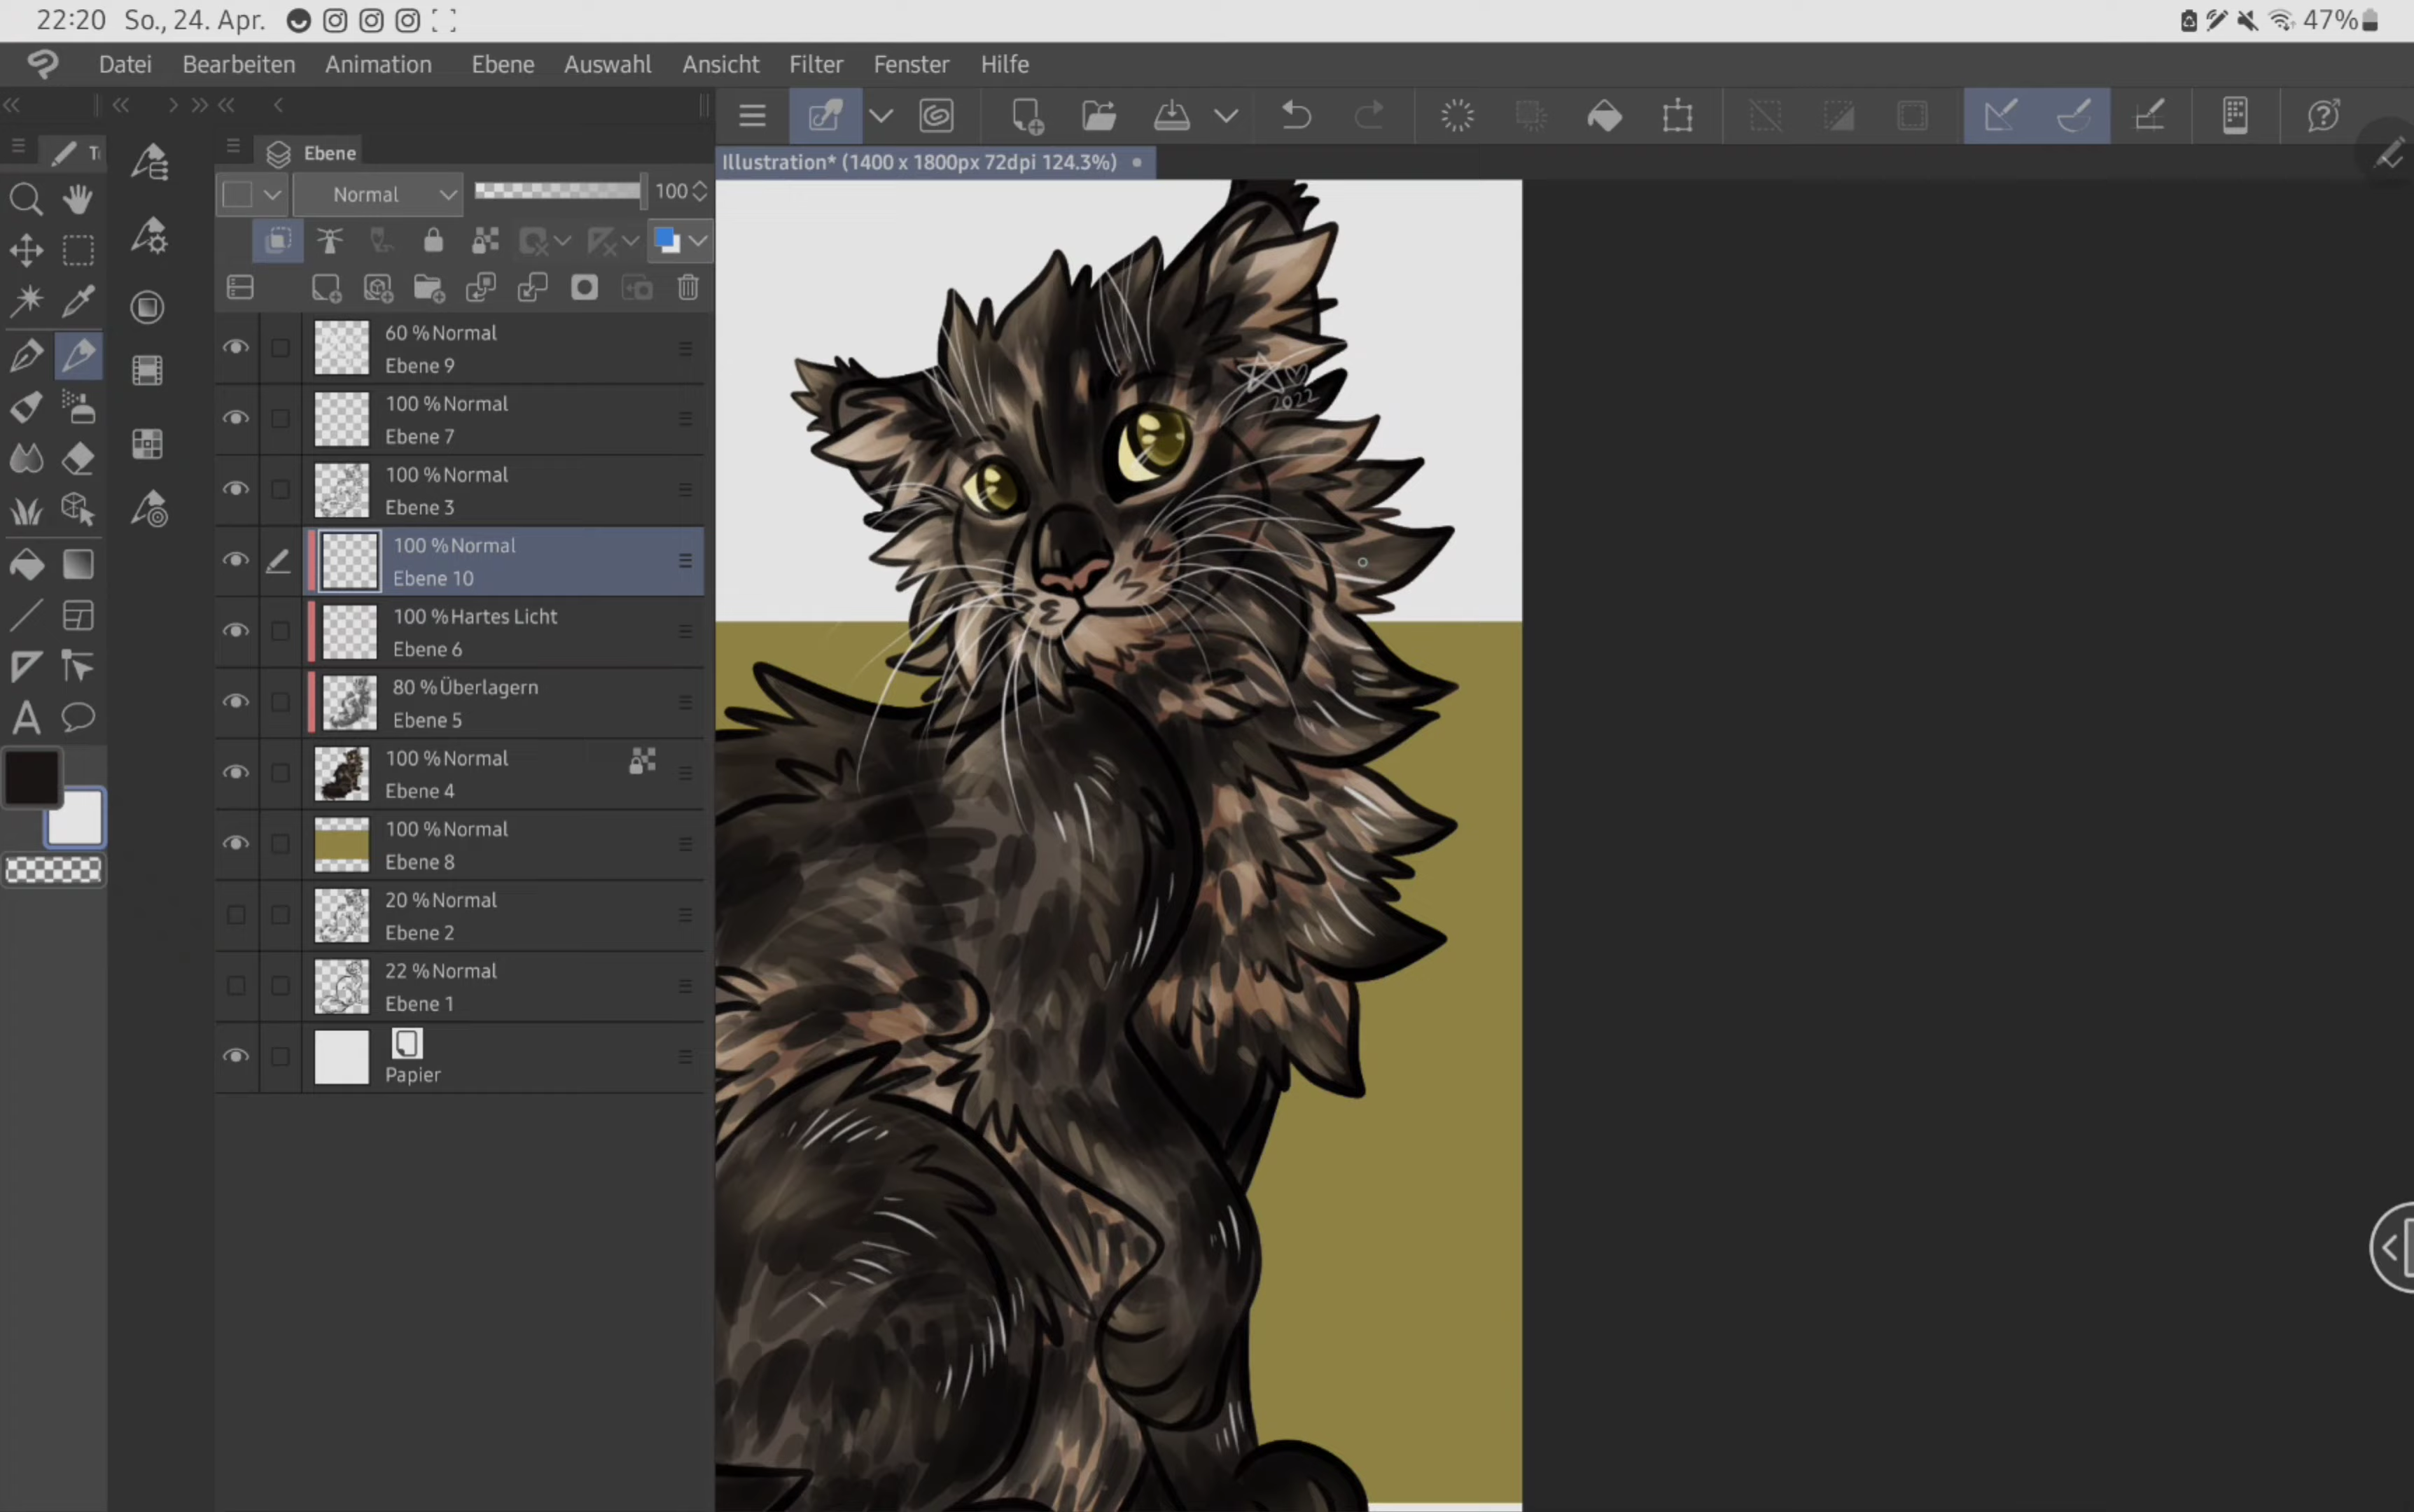 22:20 So., 24. Apr.
47%
Datei Bearbeiten Animation Ebene Auswahl Ansicht Filter Fenster Hilfe
Ebene
Illustration* (1400 x 1800px 72dpi 124.3%)
Normal 100
60 %Normal
Ebene 9
100 %Normal
Ebene 7
100 %Normal
Ebene 3
100 %Normal
Ebene 10
100 %Hartes Licht
Ebene 6
80 %Überlagern
Ebene 5
100 %Normal
Ebene 4
100 %Normal
Ebene 8
20 %Normal
Ebene 2
22 %Normal
Ebene 1
Papier
2022